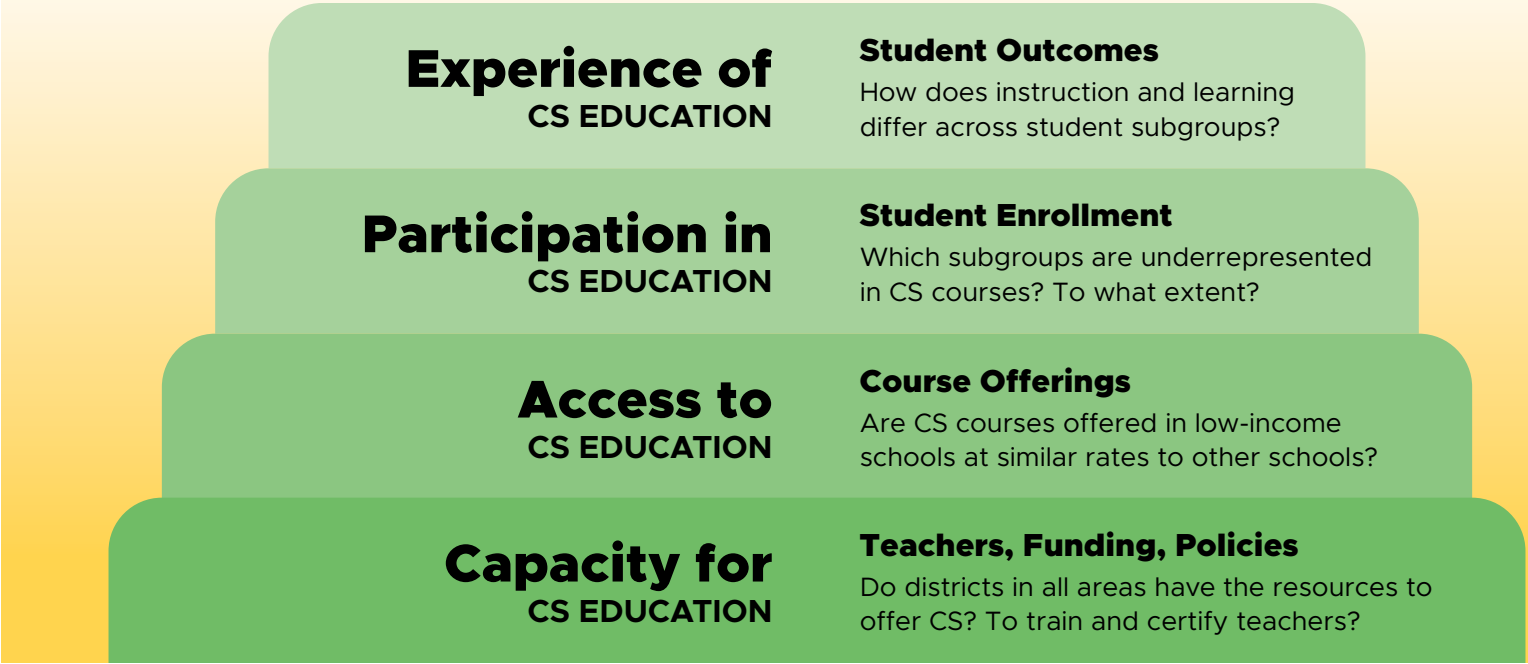 Experience of
CS EDUCATION
Student Outcomes
How does instruction and learning
differ across student subgroups?
Participation in
CS EDUCATION
Student Enrollment
Which subgroups are underrepresented
in CS courses? To what extent?
Access to
CS EDUCATION
Course Offerings
Are CS courses offered in low-income
schools at similar rates to other schools?
Capacity for
CS EDUCATION
Teachers, Funding, Policies
Do districts in all areas have the resources to
offer CS? To train and certify teachers?